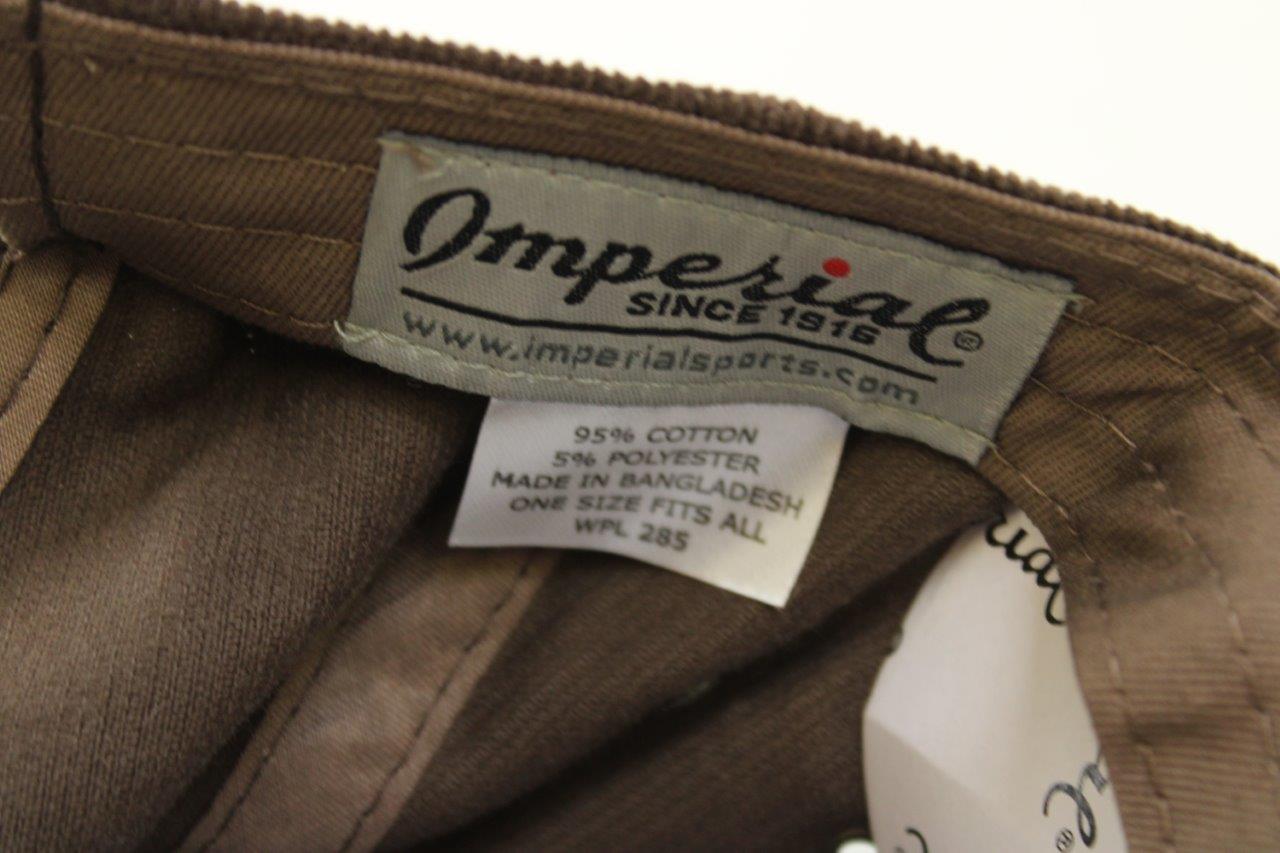 Imperial®
SINCE 1916
www.imperialsports.com
95% COTTON
5% POLYESTER
MADE IN BANGLADESH
ONE SIZE FITS ALL
WPL 285